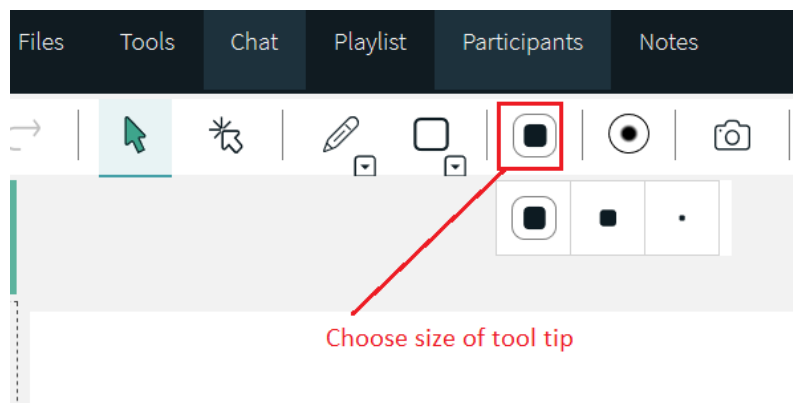 Files Tools Chat Playlist Participants Notes
Choose size of tool tip